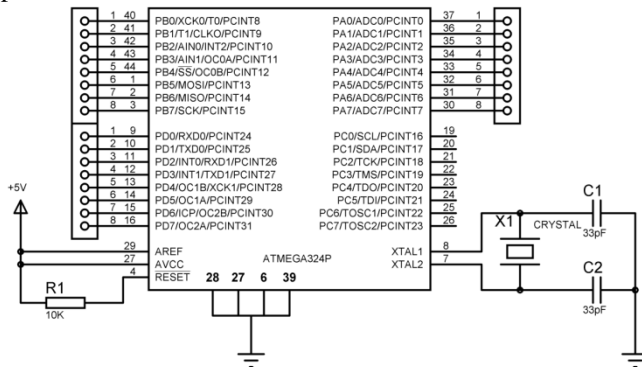 1 40 PB0/XCK0/T0/PCINT8
2 41 PB1/T1/CLKO/PCINT9
3 42 PB2/AIN0/INT2/PCINT10
4 43 PB3/AIN1/OC0A/PCINT11
5 44 PB4/SS/OC0B/PCINT12
6 1 PB5/MOSI/PCINT13
7 2 PB6/MISO/PCINT14
8 3 PB7/SCK/PCINT15
1 9 PD0/RXD0/PCINT24
2 10 PD1/TXD0/PCINT25
3 11 PD2/INT0/RXD1/PCINT26
4 12 PD3/INT1/TXD1/PCINT27
5 13 PD4/OC1B/XCK1/PCINT28
6 14 PD5/OC1A/PCINT29
7 15 PD6/ICP/OC2B/PCINT30
8 16 PD7/OC2A/PCINT31
+5V
29 AREF
27 AVCC
4 RESET
R1
10K
28 27 6 39
ATMEGA324P
PA0/ADC0/PCINT0 37 1
PA1/ADC1/PCINT1 36 2
PA2/ADC2/PCINT2 35 3
PA3/ADC3/PCINT3 34 4
PA4/ADC4/PCINT4 33 5
PA5/ADC5/PCINT5 32 6
PA6/ADC6/PCINT6 31 7
PA7/ADC7/PCINT7 30 8
PC0/SCL/PCINT16 19
PC1/SDA/PCINT17 20
PC2/TCK/PCINT18 21
PC3/TMS/PCINT19 22
PC4/TDO/PCINT20 23
PC5/TDI/PCINT21 24
PC6/TOSC1/PCINT22 25
PC7/TOSC2/PCINT23 26
XTAL1 8
XTAL2 7
X1
CRYSTAL
C1
33pF
C2
33pF